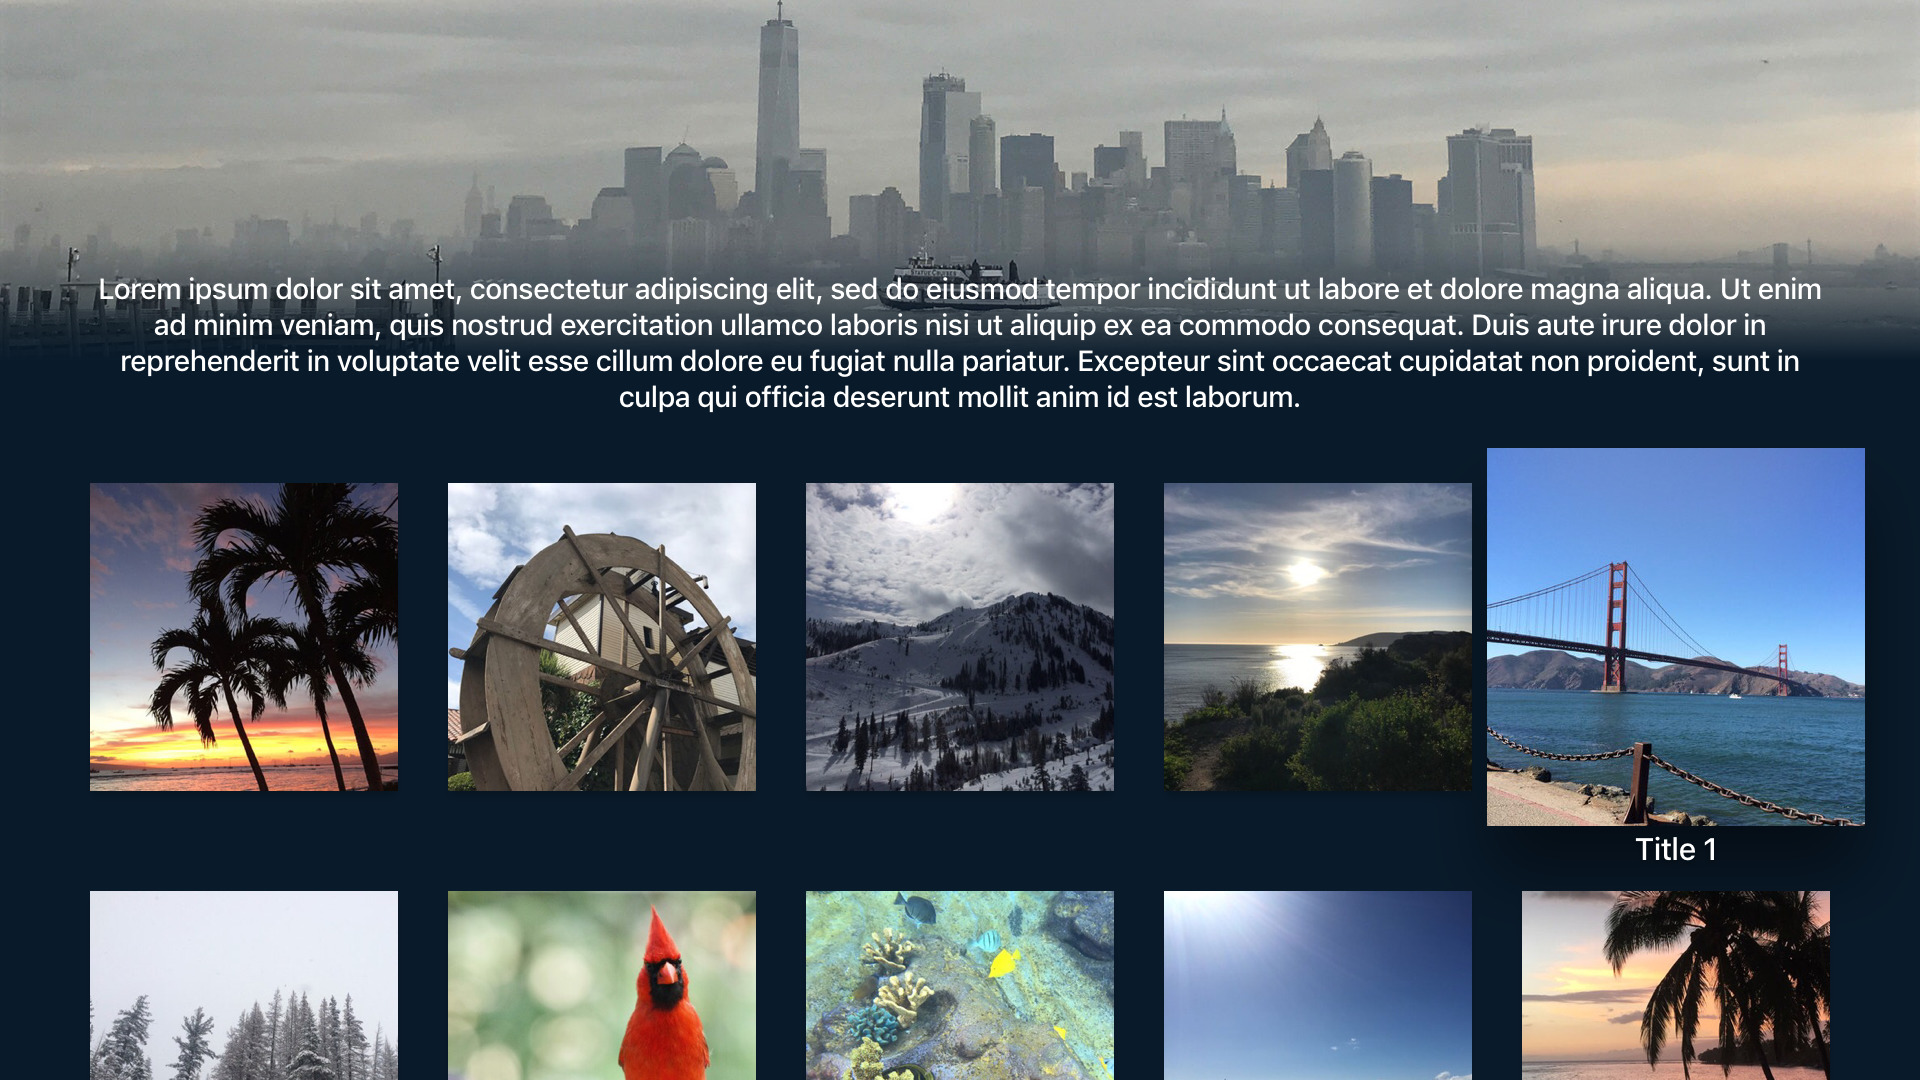 STATUE CRUISES
Lorem ipsum dolor sit amet, consectetur adipiscing elit, sed do eiusmod tempor incididunt ut labore et dolore magna aliqua. Ut enim
ad minim veniam, quis nostrud exercitation ullamco laboris nisi ut aliquip ex ea commodo consequat. Duis aute irure dolor in
reprehenderit in voluptate velit esse cillum dolore eu fugiat nulla pariatur. Excepteur sint occaecat cupidatat non proident, sunt in
culpa qui officia deserunt mollit anim id est laborum.
Title 1